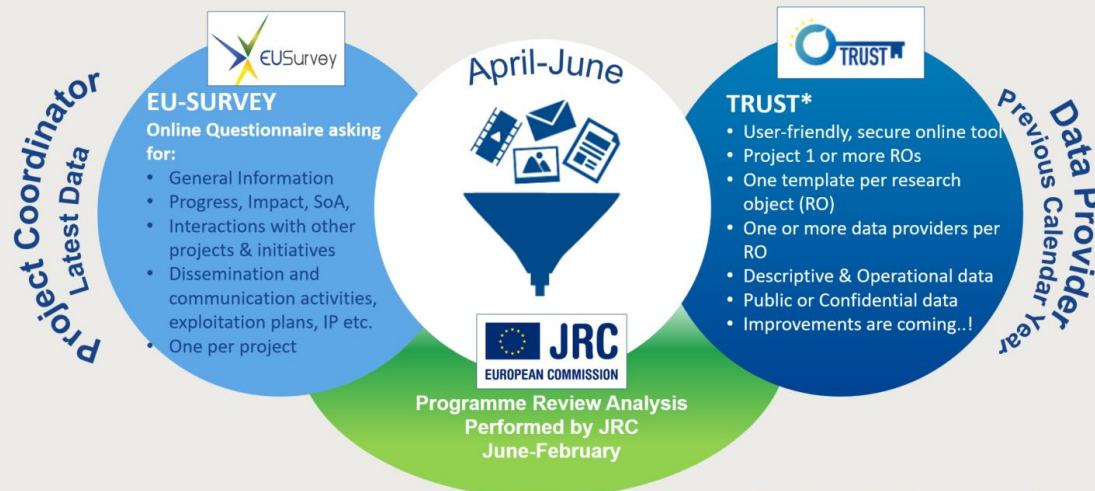 Project Coordinator
Latest Data
EUSurvey
EU-SURVEY
Online Questionnaire asking
for:
• General Information
• Progress, Impact, SoA,
• Interactions with other
projects & initiatives
• Dissemination and
communication activities,
exploitation plans, IP etc.
• One per project
April-June
JRC
EUROPEAN COMMISSION
Programme Review Analysis
Performed by JRC
June-February
TRUST
TRUST*
• User-friendly, secure online tool
• Project 1 or more ROs
• One template per research
object (RO)
• One or more data providers per
RO
• Descriptive & Operational data
• Public or Confidential data
• Improvements are coming..!
Data Provider
Previous Calendar Year